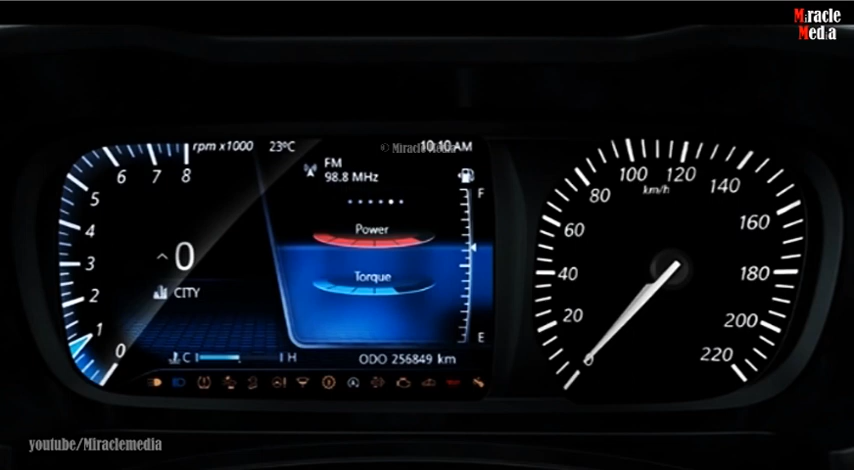 Miracle
Media
rpm x1000
23ºC
© Miracle Media
10:10 AM
FM
98.8 MHz
Power
Torque
F
E
0
1
2
3
4
5
6
7
8
0
CITY
C
H
ODO 256849 km
0
20
40
60
80
100
120
140
160
180
200
220
km/h
youtube/Miraclemedia